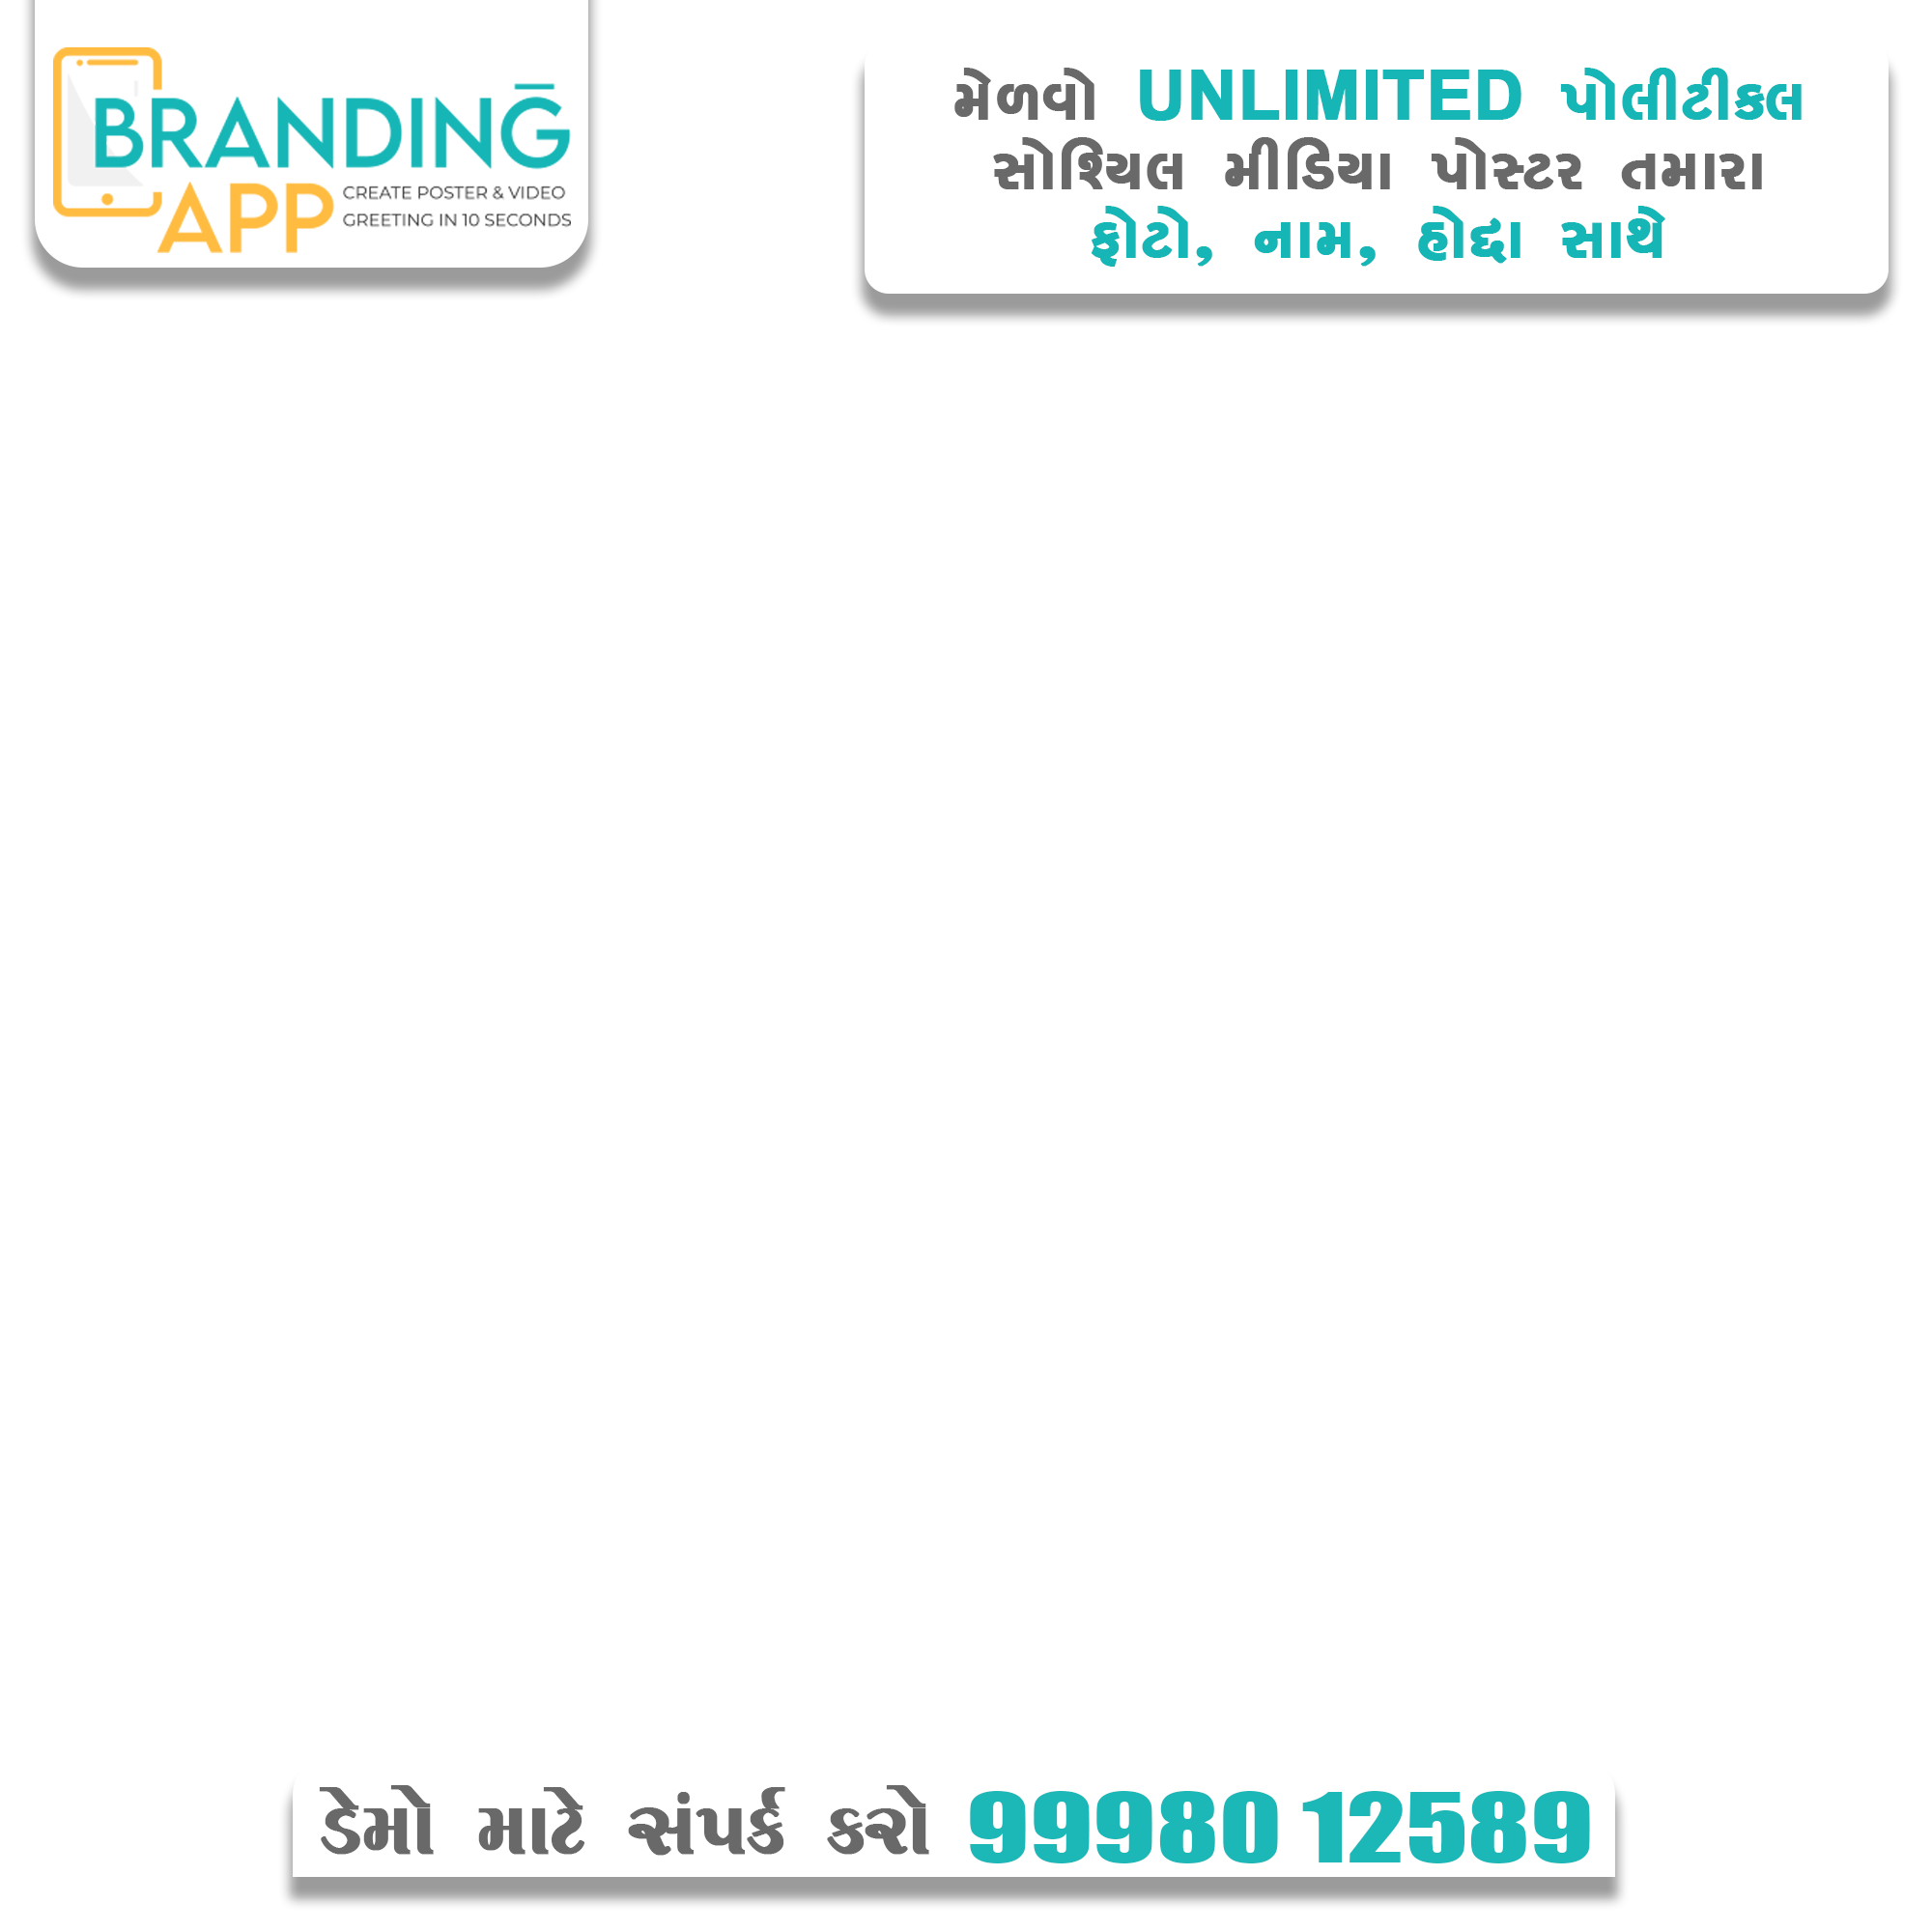 BRANDING
APP
CREATE POSTER & VIDEO
GREETING IN 10 SECONDS
મેળવો UNLIMITED પોલીટીકલ
સોશિયલ મીડિયા પોસ્ટર તમારા
ફોટો, નામ, હોદ્દા સાથે
ડેમો માટે સંપર્ક કરો 99980 12589